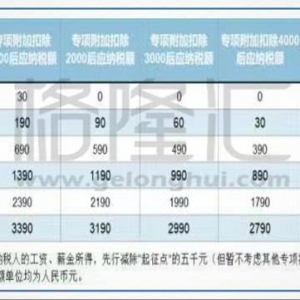 专项附加扣除 专项附加扣除 专项附加扣除 专项附加扣除4000
00后应纳税额 2000后应纳税额 3000后应纳税额 后应纳税额
30 0 0 0
190 90 60 30
690 590 490 390
1390 1190 990 890
2390 2190 1990 1790
3390 3190 2990 2790
格隆汇
www.gelonghui.com
纳税人的工资、薪金所得，先行减除“起征点”的五千元（但暂不考虑其他专项扣
额单位均为人民币元。